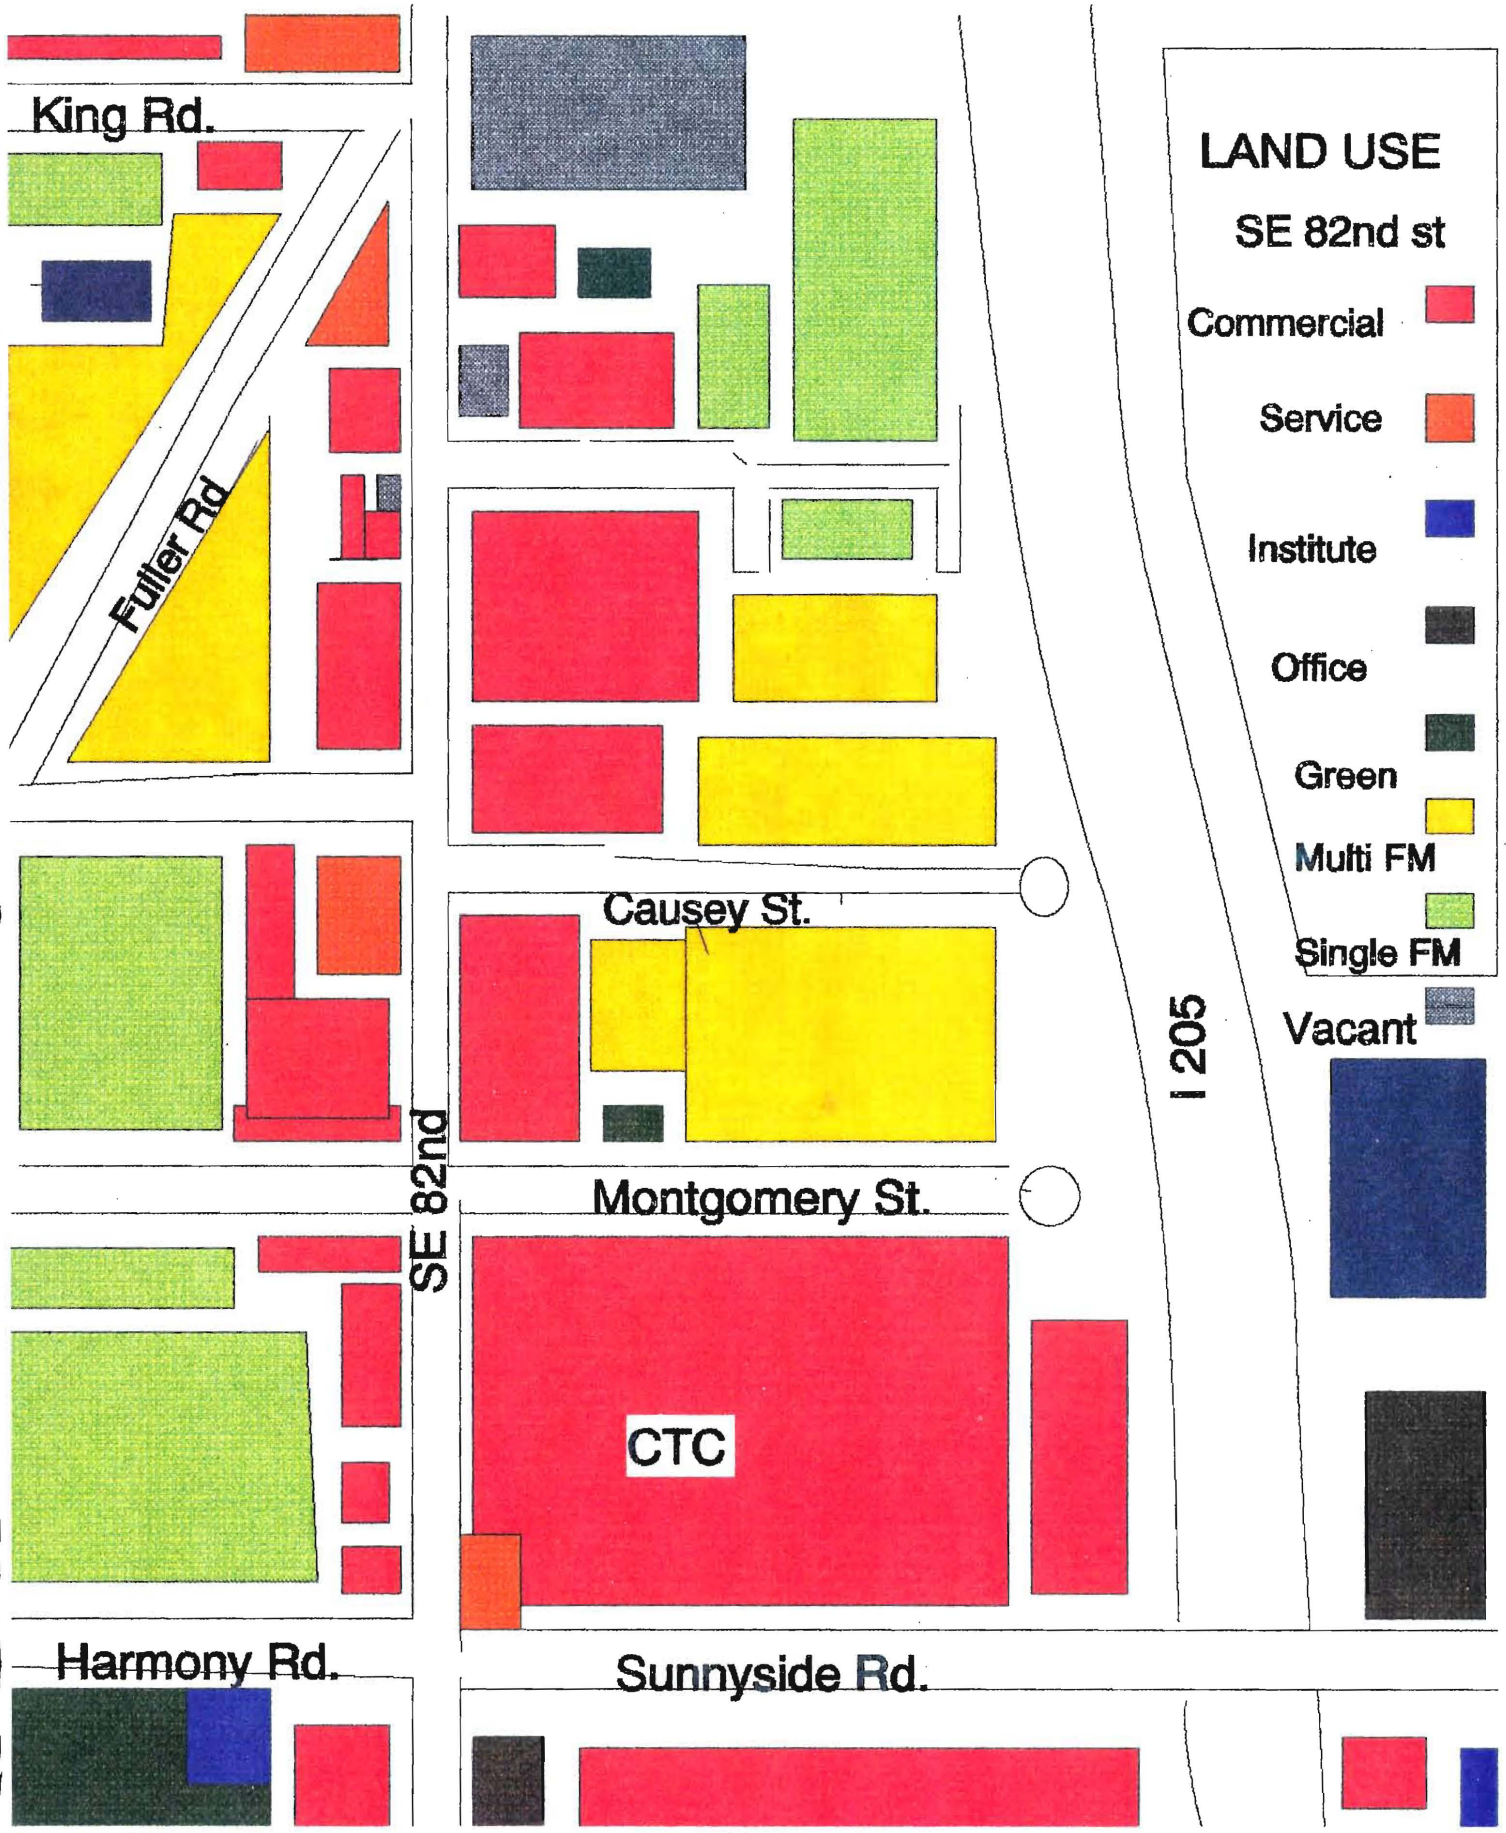 King Rd.
LAND USE
SE 82nd st
Commercial
Service
Fuller Rd
Institute
Office
Green
Multi FM
Causey St.
Single FM
I 205
Vacant
SE 82nd
Montgomery St.
CTC
Harmony Rd.
Sunnyside Rd.